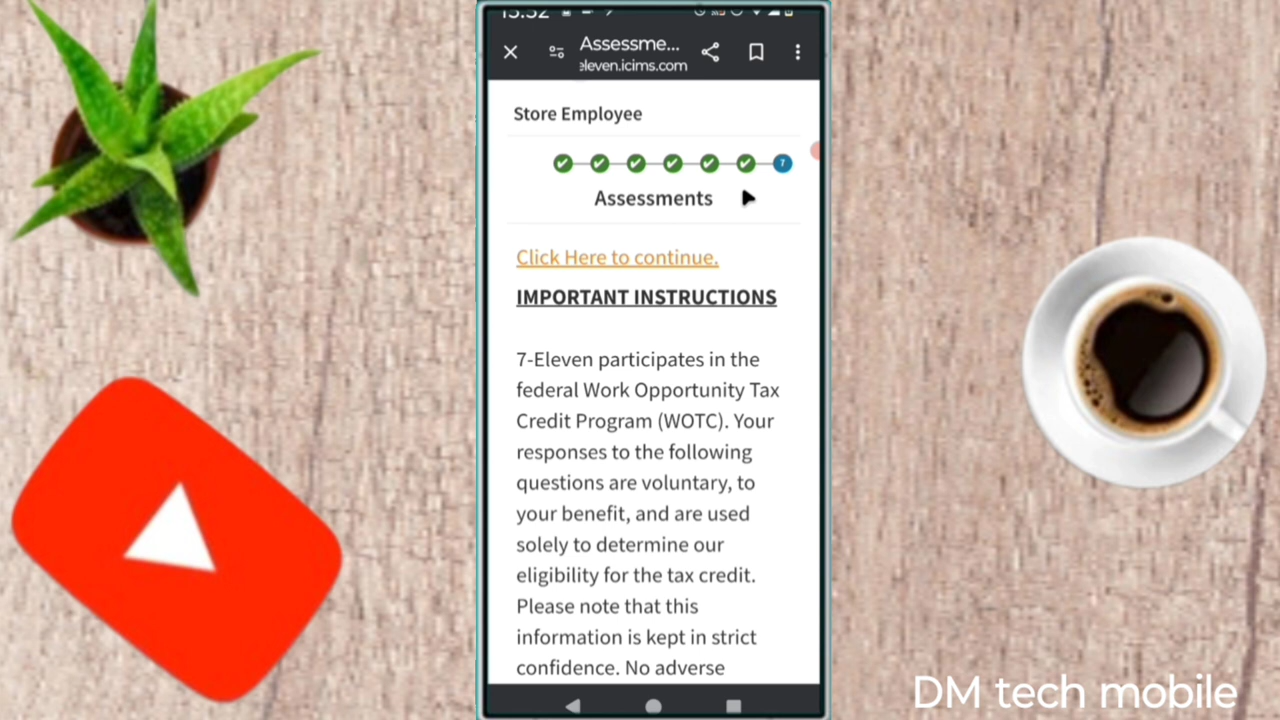 15:52
Assessme...
eleven.icims.com
Store Employee
7
Assessments
Click Here to continue.
IMPORTANT INSTRUCTIONS
7-Eleven participates in the
federal Work Opportunity Tax
Credit Program (WOTC). Your
responses to the following
questions are voluntary, to
your benefit, and are used
solely to determine our
eligibility for the tax credit.
Please note that this
information is kept in strict
confidence. No adverse
DM tech mobile